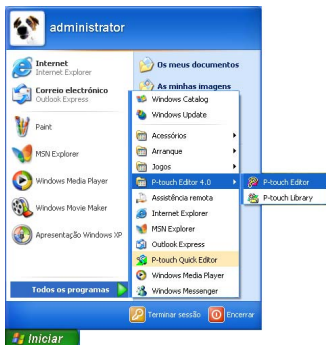 administrator
Internet
Internet Explorer
Correio electrónico
Outlook Express
Paint
MSN Explorer
Windows Media Player
Windows Movie Maker
Apresentação Windows XP
Todos os programas
Os meus documentos
As minhas imagens
Windows Catalog
Windows Update
Acessórios
Arranque
Jogos
P-touch Editor 4.0
Assistência remota
Internet Explorer
MSN Explorer
Outlook Express
P-touch Quick Editor
Windows Media Player
Windows Messenger
P-touch Editor
P-touch Library
Terminar sessão
Encerrar
Iniciar